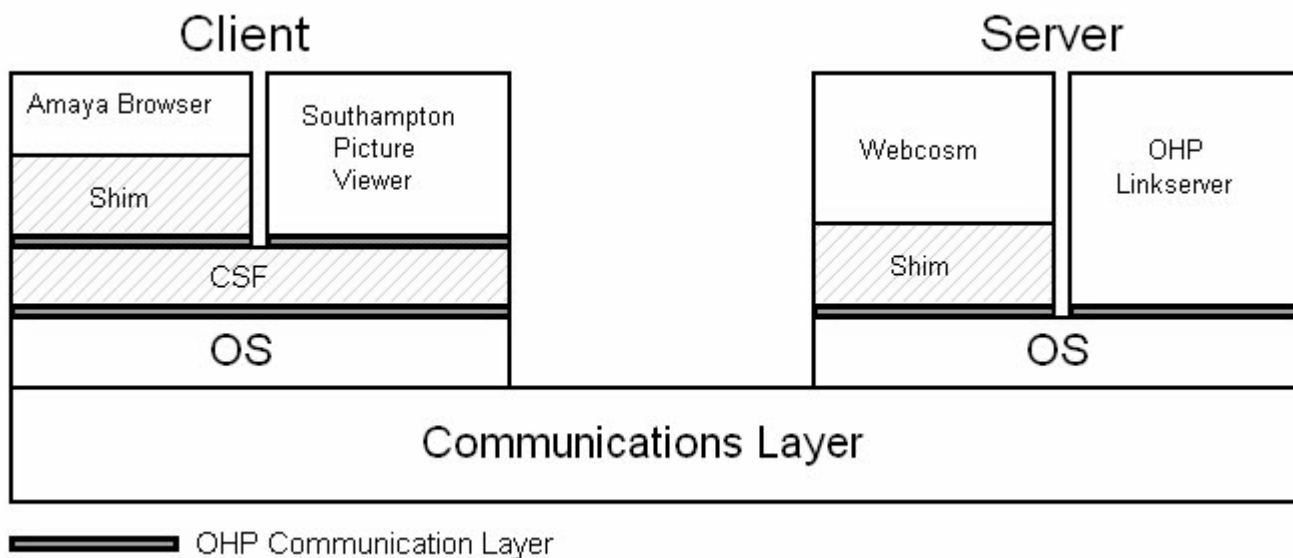 Client
Server
Amaya Browser
Southampton
Picture
Viewer
Shim
CSF
OS
Webcosm
OHP
Linkserver
Shim
OS
Communications Layer
OHP Communication Layer